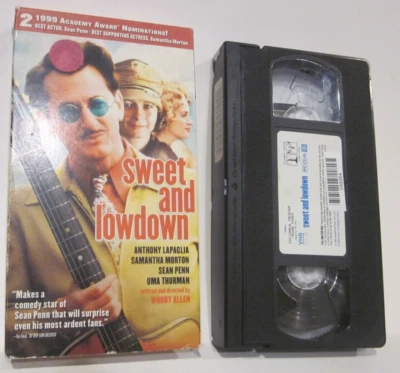 2 1999 ACADEMY AWARD NOMINATIONS!
BEST ACTOR, Sean Penn • BEST SUPPORTING ACTRESS, Samantha Morton
sweet
and
lowdown
ANTHONY LAPAGLIA
SAMANTHA MORTON
SEAN PENN
UMA THURMAN
written and directed by
WOODY ALLEN
"Makes a
comedy star of
Sean Penn that will surprise
even his most ardent fans."
sweet and lowdown
VHS